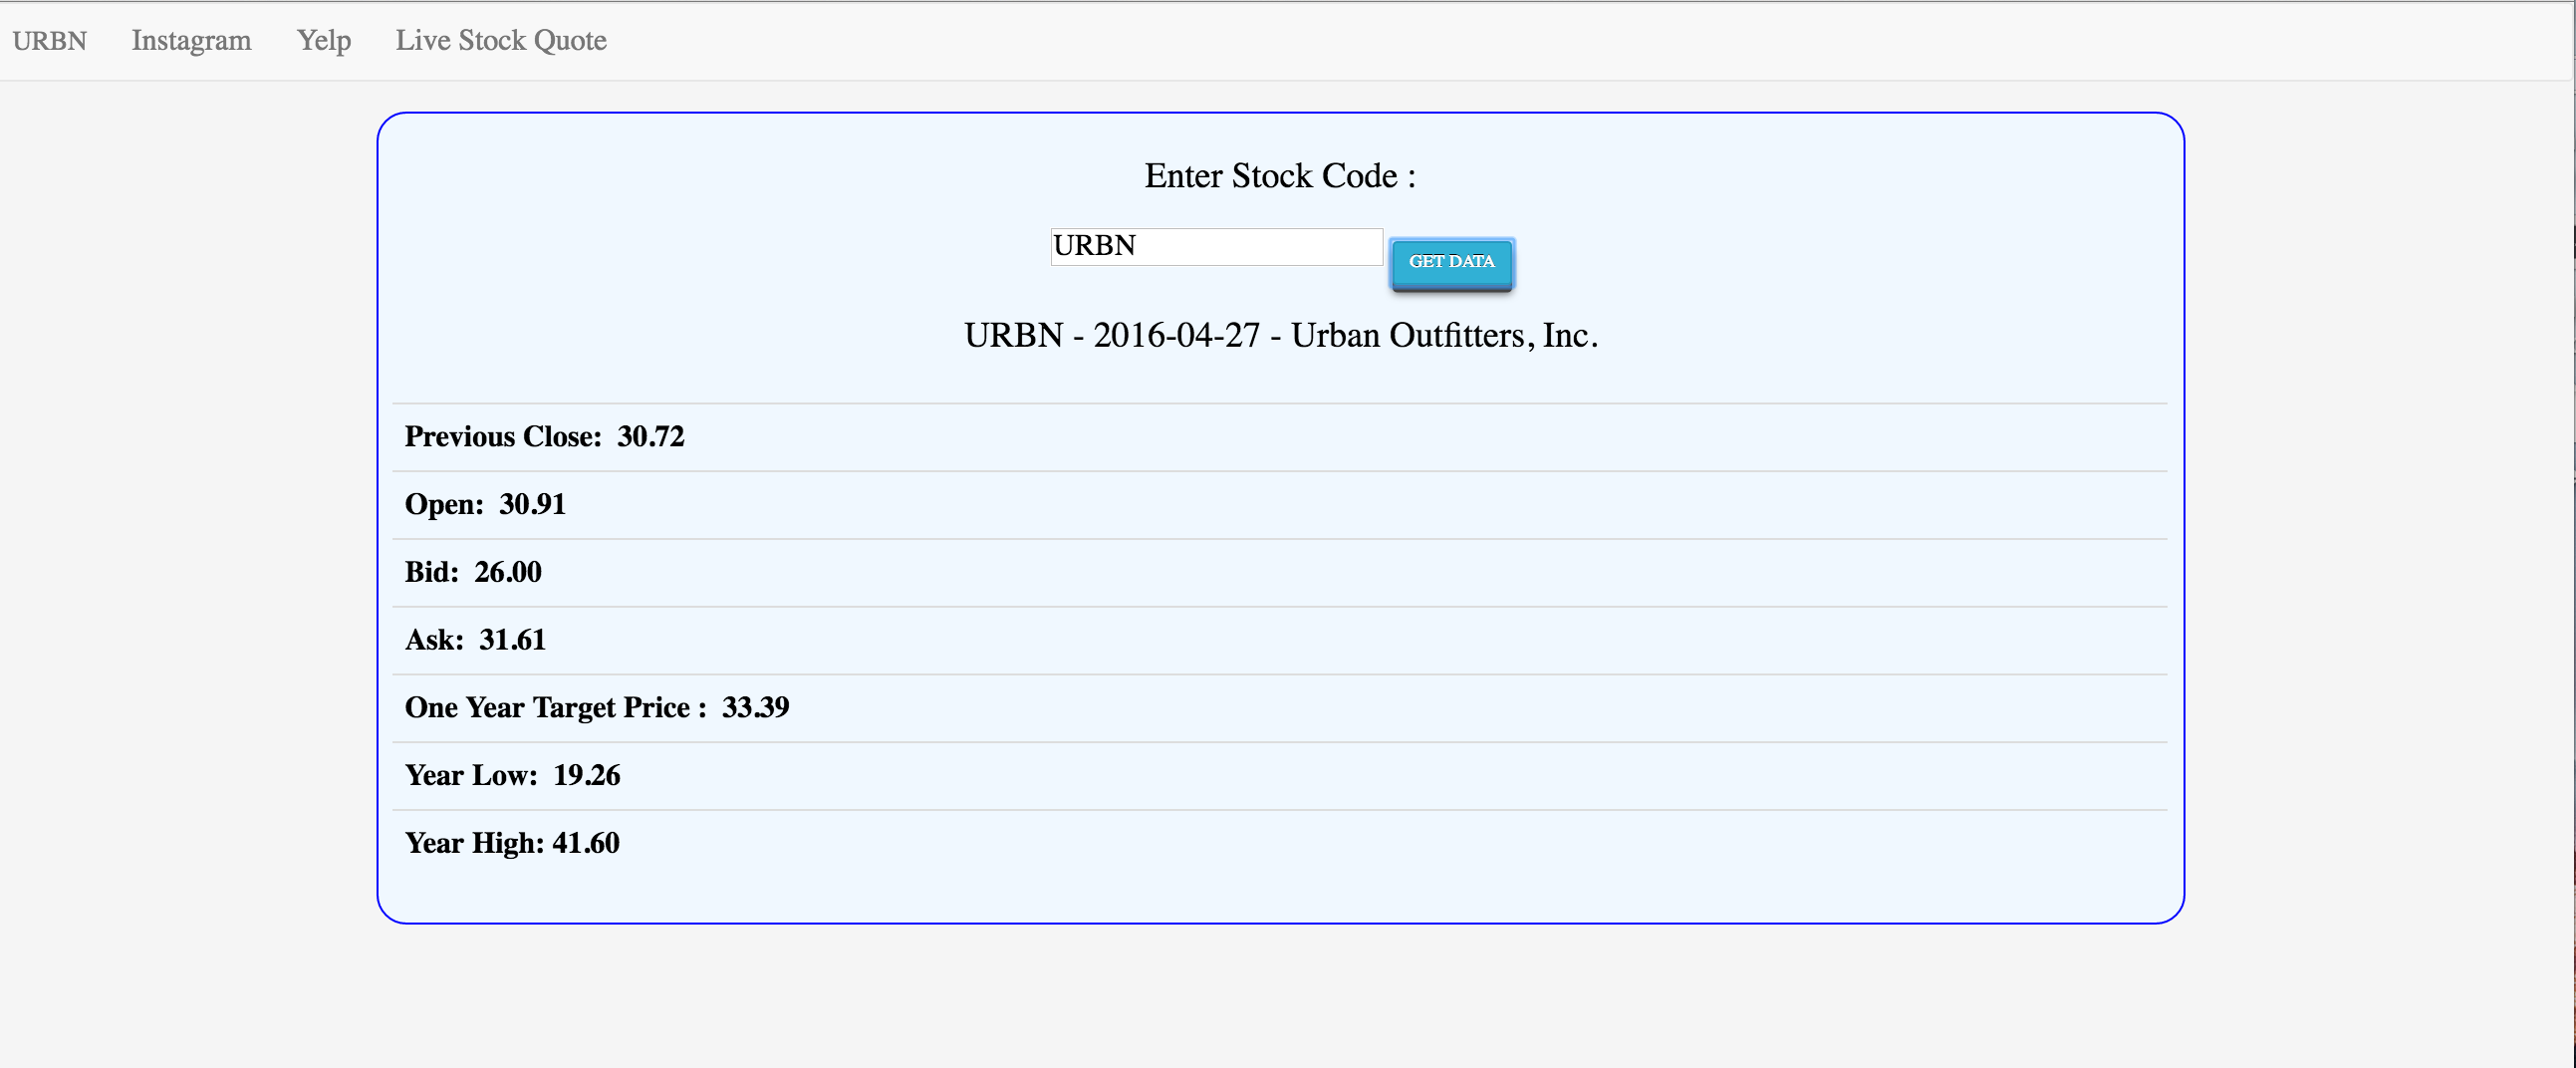 URBN Instagram Yelp Live Stock Quote
Enter Stock Code :
URBN GET DATA
URBN - 2016-04-27 - Urban Outfitters, Inc.
Previous Close: 30.72
Open: 30.91
Bid: 26.00
Ask: 31.61
One Year Target Price : 33.39
Year Low: 19.26
Year High: 41.60